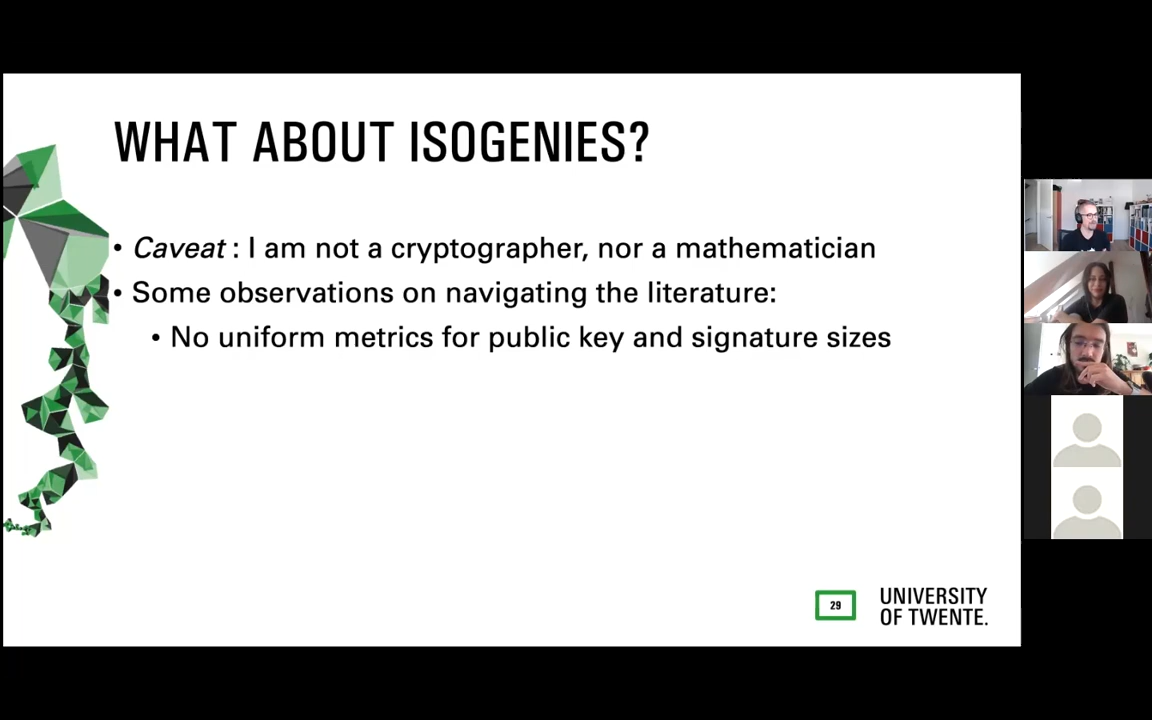 WHAT ABOUT ISOGENIES?
• Caveat : I am not a cryptographer, nor a mathematician
• Some observations on navigating the literature:
• No uniform metrics for public key and signature sizes
29
UNIVERSITY
OF TWENTE.